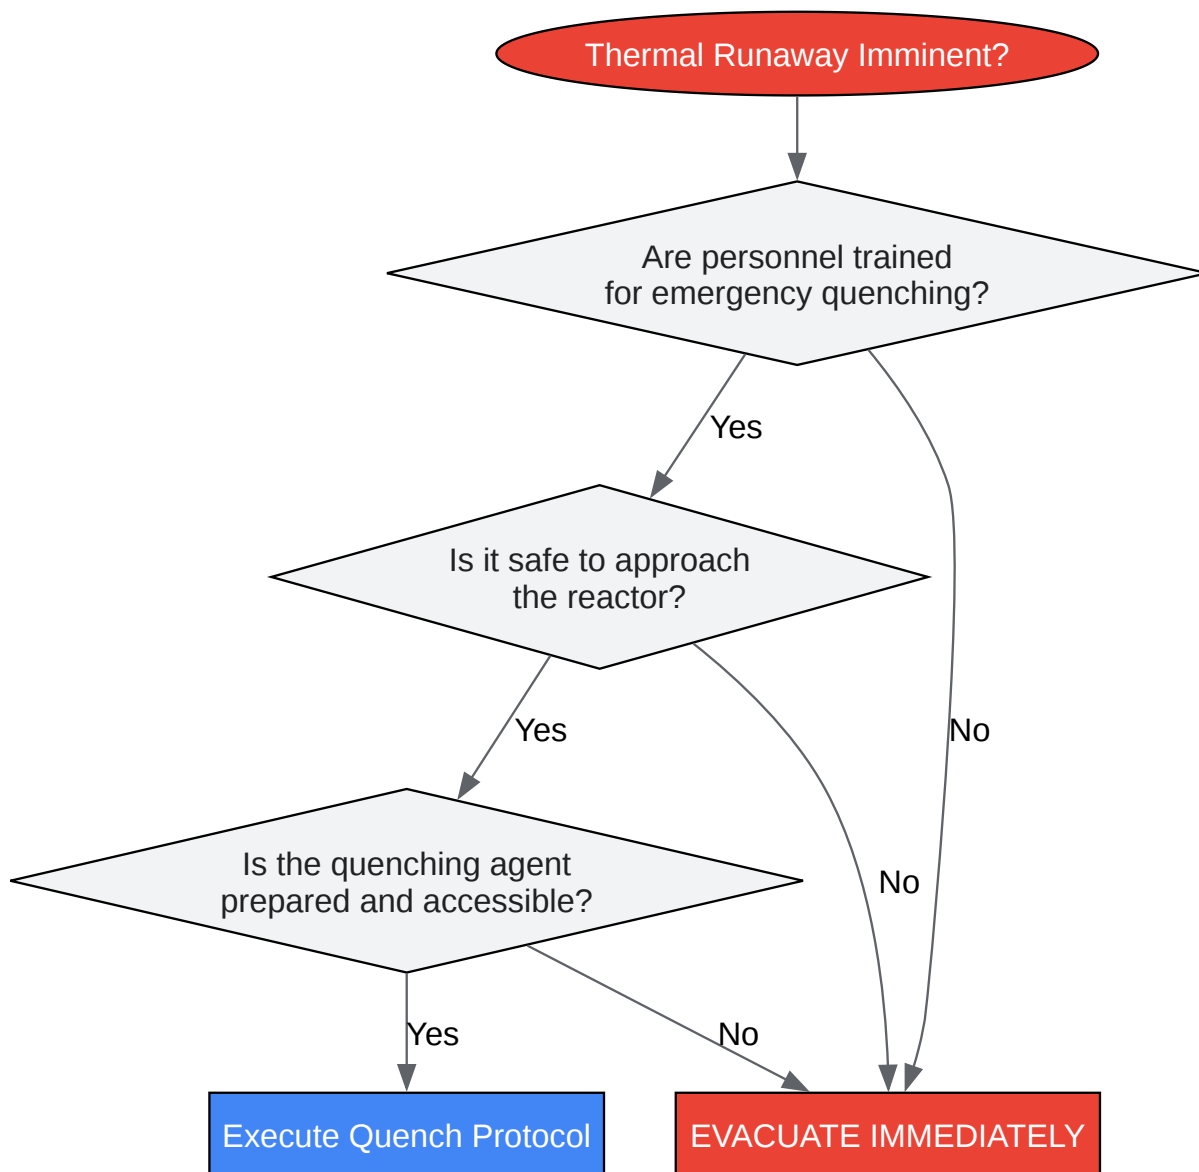 Thermal Runaway Imminent?
Are personnel trained
for emergency quenching?
Yes
Is it safe to approach
the reactor?
Yes
No
Is the quenching agent
prepared and accessible?
No
Yes
No
Execute Quench Protocol
EVACUATE IMMEDIATELY